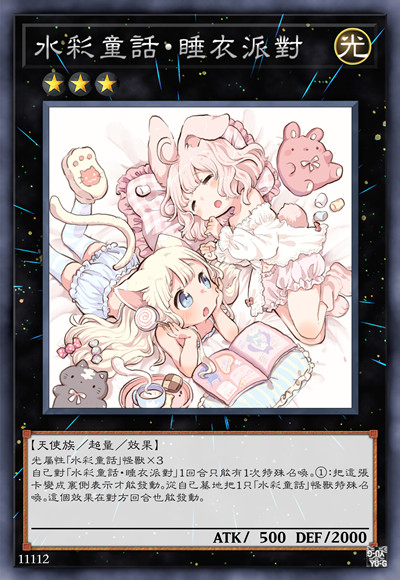 水彩童話・睡衣派對
光
【天使族／超量／效果】
光屬性「水彩童話」怪獸×3
自己對「水彩童話・睡衣派對」1回合只能有1次特殊召喚。①：把這張
卡變成裏側表示才能發動。從自己墓地把1只「水彩童話」怪獸特殊召
喚。這個效果在對方回合也能發動。
ATK/ 500 DEF/2000
11112